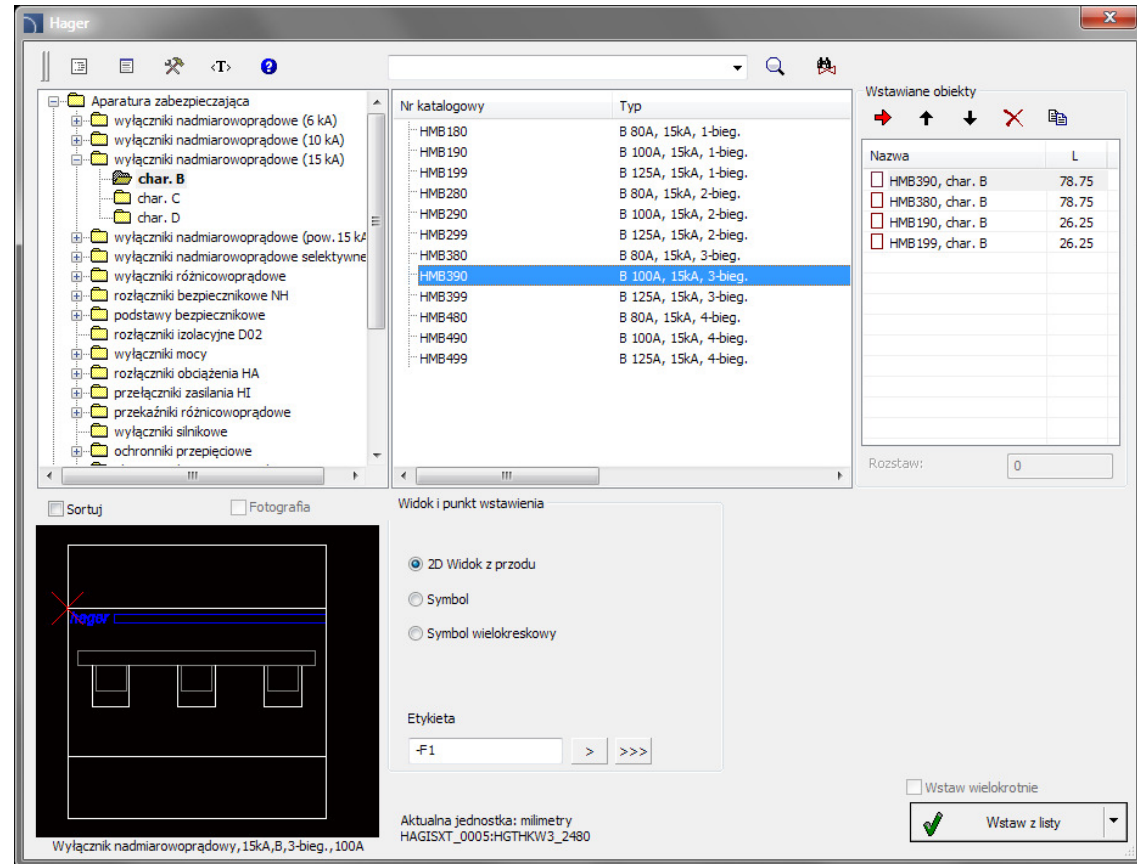 Hager
<T>
Aparatura zabezpieczająca
wyłączniki nadmiarowoprądowe (6 kA)
wyłączniki nadmiarowoprądowe (10 kA)
wyłączniki nadmiarowoprądowe (15 kA)
char. B
char. C
char. D
wyłączniki nadmiarowoprądowe (pow.15 kA
wyłączniki nadmiarowoprądowe selektywne
wyłączniki różnicowoprądowe
rozłączniki bezpiecznikowe NH
podstawy bezpiecznikowe
rozłączniki izolacyjne D02
wyłączniki mocy
rozłączniki obciążenia HA
przełączniki zasilania HI
przekaźniki różnicowoprądowe
wyłączniki silnikowe
ochronniki przepięciowe
Nr katalogowy Typ
HMB180 B 80A, 15kA, 1-bieg.
HMB190 B 100A, 15kA, 1-bieg.
HMB199 B 125A, 15kA, 1-bieg.
HMB280 B 80A, 15kA, 2-bieg.
HMB290 B 100A, 15kA, 2-bieg.
HMB299 B 125A, 15kA, 2-bieg.
HMB380 B 80A, 15kA, 3-bieg.
HMB390 B 100A, 15kA, 3-bieg.
HMB399 B 125A, 15kA, 3-bieg.
HMB480 B 80A, 15kA, 4-bieg.
HMB490 B 100A, 15kA, 4-bieg.
HMB499 B 125A, 15kA, 4-bieg.
Wstawiane obiekty
Nazwa L
HMB390, char. B 78.75
HMB380, char. B 78.75
HMB190, char. B 26.25
HMB199, char. B 26.25
Rozstaw: 0
Sortuj Fotografia
hager
Wyłącznik nadmiarowoprądowy,15kA,B,3-bieg.,100A
Widok i punkt wstawienia
2D Widok z przodu
Symbol
Symbol wielokreskowy
Etykieta
-F1 > >>>
Aktualna jednostka: milimetry
HAGISXT_0005:HGTHKW3_2480
Wstaw wielokrotnie
Wstaw z listy